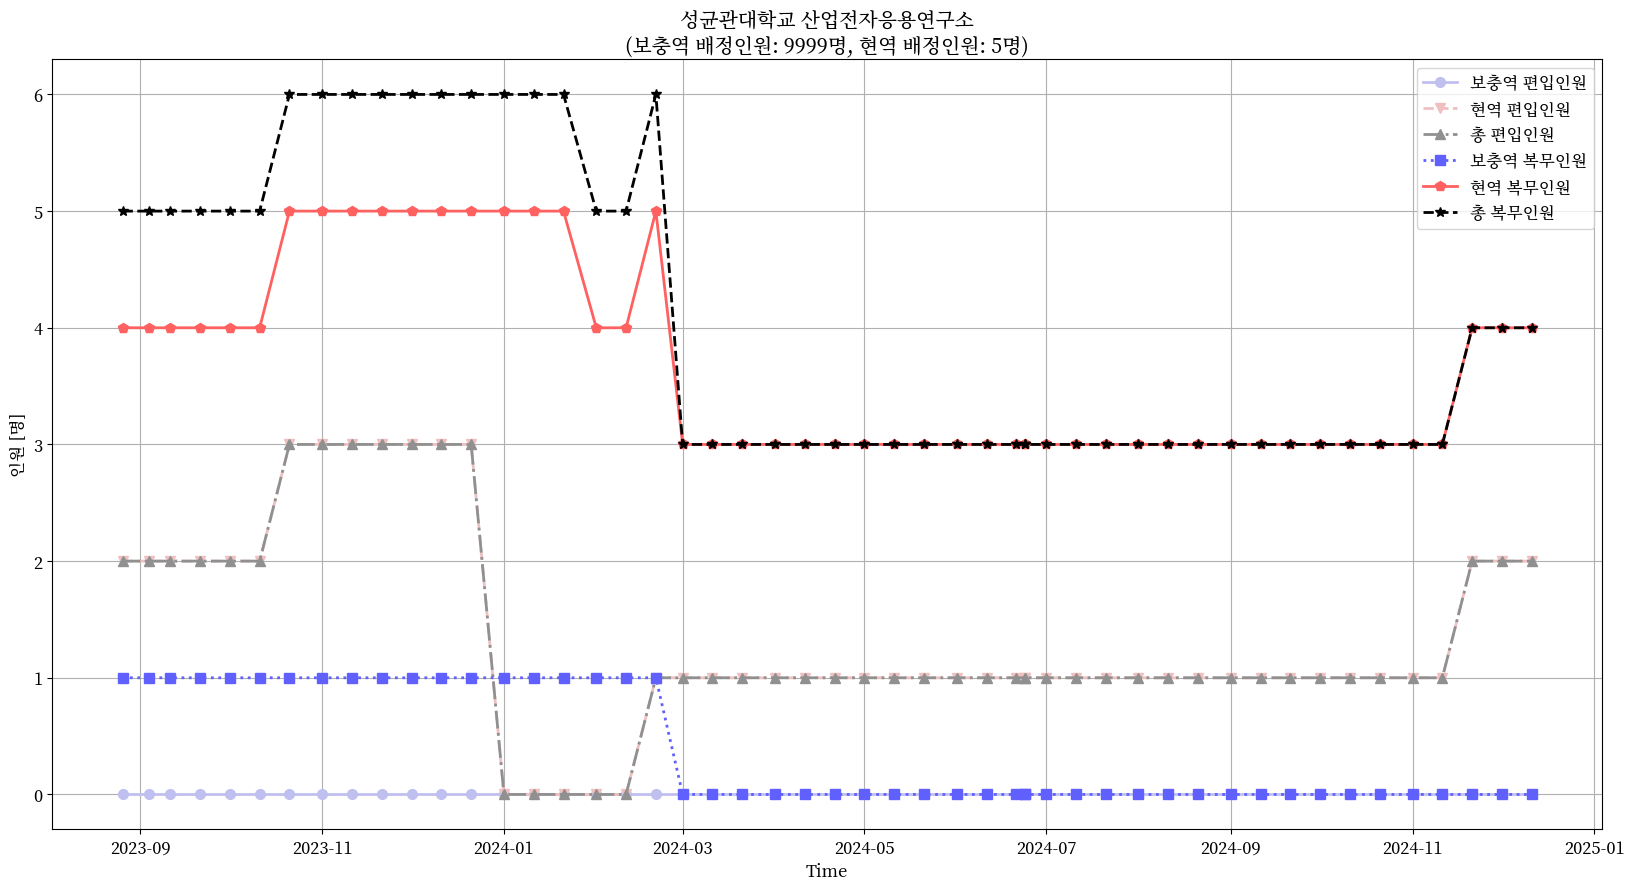 성균관대학교 산업전자응용연구소
(보충역 배정인원: 9999명, 현역 배정인원: 5명)
보충역 편입인원
현역 편입인원
총 편입인원
보충역 복무인원
현역 복무인원
총 복무인원
인원 [명]
6
5
4
3
2
1
0
2023-09
2023-11
2024-01
2024-03
2024-05
2024-07
2024-09
2024-11
2025-01
Time